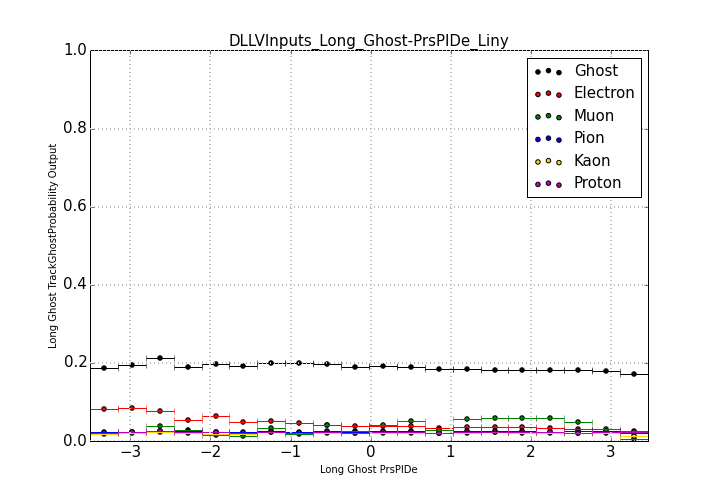 DLLVInputs_Long_Ghost-PrsPIDe_Liny
1.0
0.8
0.6
0.4
0.2
0.0
−3
−2
−1
0
1
2
3
Long Ghost TrackGhostProbability Output
Long Ghost PrsPIDe
Ghost
Electron
Muon
Pion
Kaon
Proton